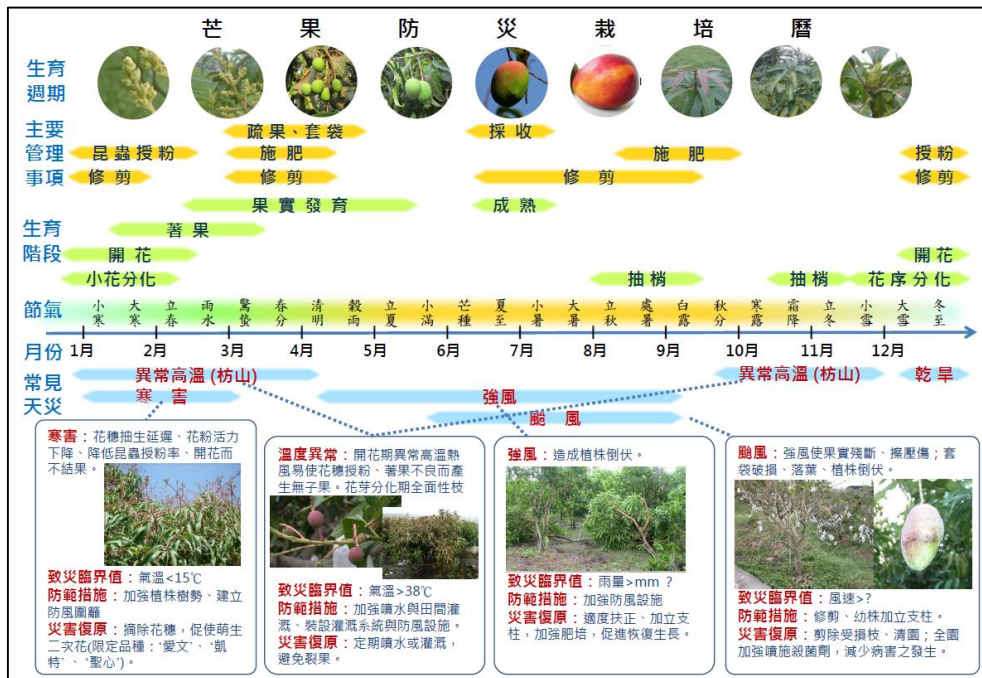 芒果防災栽培曆
生育
週期
主要
管理
事項
疏果、套袋
採收
昆蟲授粉
施肥
施肥
授粉
修剪
修剪
修剪
修剪
生育
階段
果實發育
成熟
著果
開花
開花
小花分化
抽梢
抽梢
花序分化
節氣
小寒
大寒
立春
雨水
驚蟄
春分
清明
穀雨
立夏
小滿
芒種
夏至
小暑
大暑
立秋
處暑
白露
秋分
寒露
霜降
立冬
小雪
大雪
冬至
月份
1月
2月
3月
4月
5月
6月
7月
8月
9月
10月
11月
12月
常見
天災
異常高溫(枋山)
異常高溫(枋山)
乾旱
寒害
強風
颱風
寒害：花穗抽生延遲、花粉活力
下降、降低昆蟲授粉率、開花而
不結果。
致災臨界值：氣溫<15℃
防範措施：加強植株樹勢、建立
防風圍籬
災害復原：摘除花穗，促使萌生
二次花(限定品種：‘愛文’、‘凱
特’、‘聖心’)。
溫度異常：開花期異常高溫熱
風易使花穗授粉、著果不良而產
生無子果。花芽分化期全面性枝
致災臨界值：氣溫>38℃
防範措施：加強噴水與田間灌
溉、裝設灌溉系統與防風設施。
災害復原：定期噴水或灌溉，
避免裂果。
強風：造成植株倒伏。
致災臨界值：雨量>mm ?
防範措施：加強防風設施
災害復原：適度扶正、加立支
柱，加強肥培，促進恢復生長。
颱風：強風使果實殘斷、擦壓傷；套
袋破損、落葉、植株倒伏。
致災臨界值：風速>?
防範措施：修剪、幼株加立支柱。
災害復原：剪除受損枝、清園；全園
加強噴施殺菌劑，減少病害之發生。